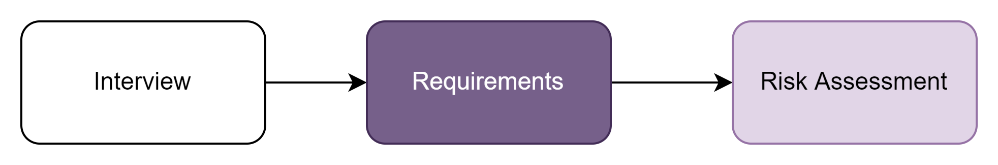 Interview
Requirements
Risk Assessment